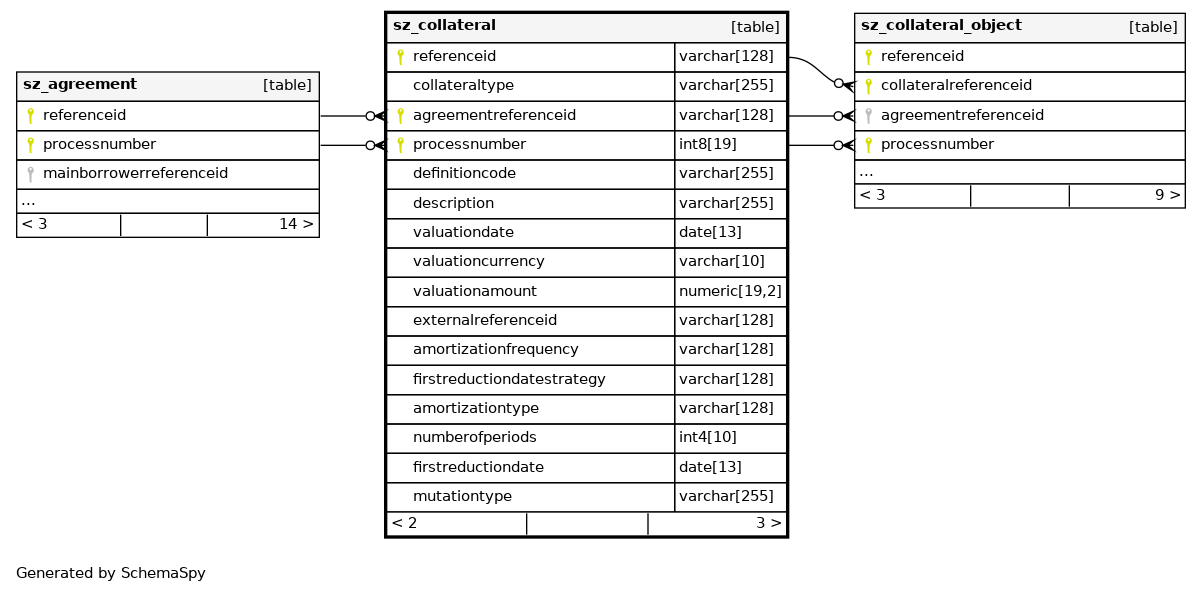 sz_agreement [table]
referenceid
processnumber
mainborrowerreferenceid
...
< 3 14 >
sz_collateral [table]
referenceid varchar[128]
collateraltype varchar[255]
agreementreferenceid varchar[128]
processnumber int8[19]
definitioncode varchar[255]
description varchar[255]
valuationdate date[13]
valuationcurrency varchar[10]
valuationamount numeric[19,2]
externalreferenceid varchar[128]
amortizationfrequency varchar[128]
firstreductiondatestrategy varchar[128]
amortizationtype varchar[128]
numberofperiods int4[10]
firstreductiondate date[13]
mutationtype varchar[255]
< 2 3 >
sz_collateral_object [table]
referenceid
collateralreferenceid
agreementreferenceid
processnumber
...
< 3 9 >
Generated by SchemaSpy